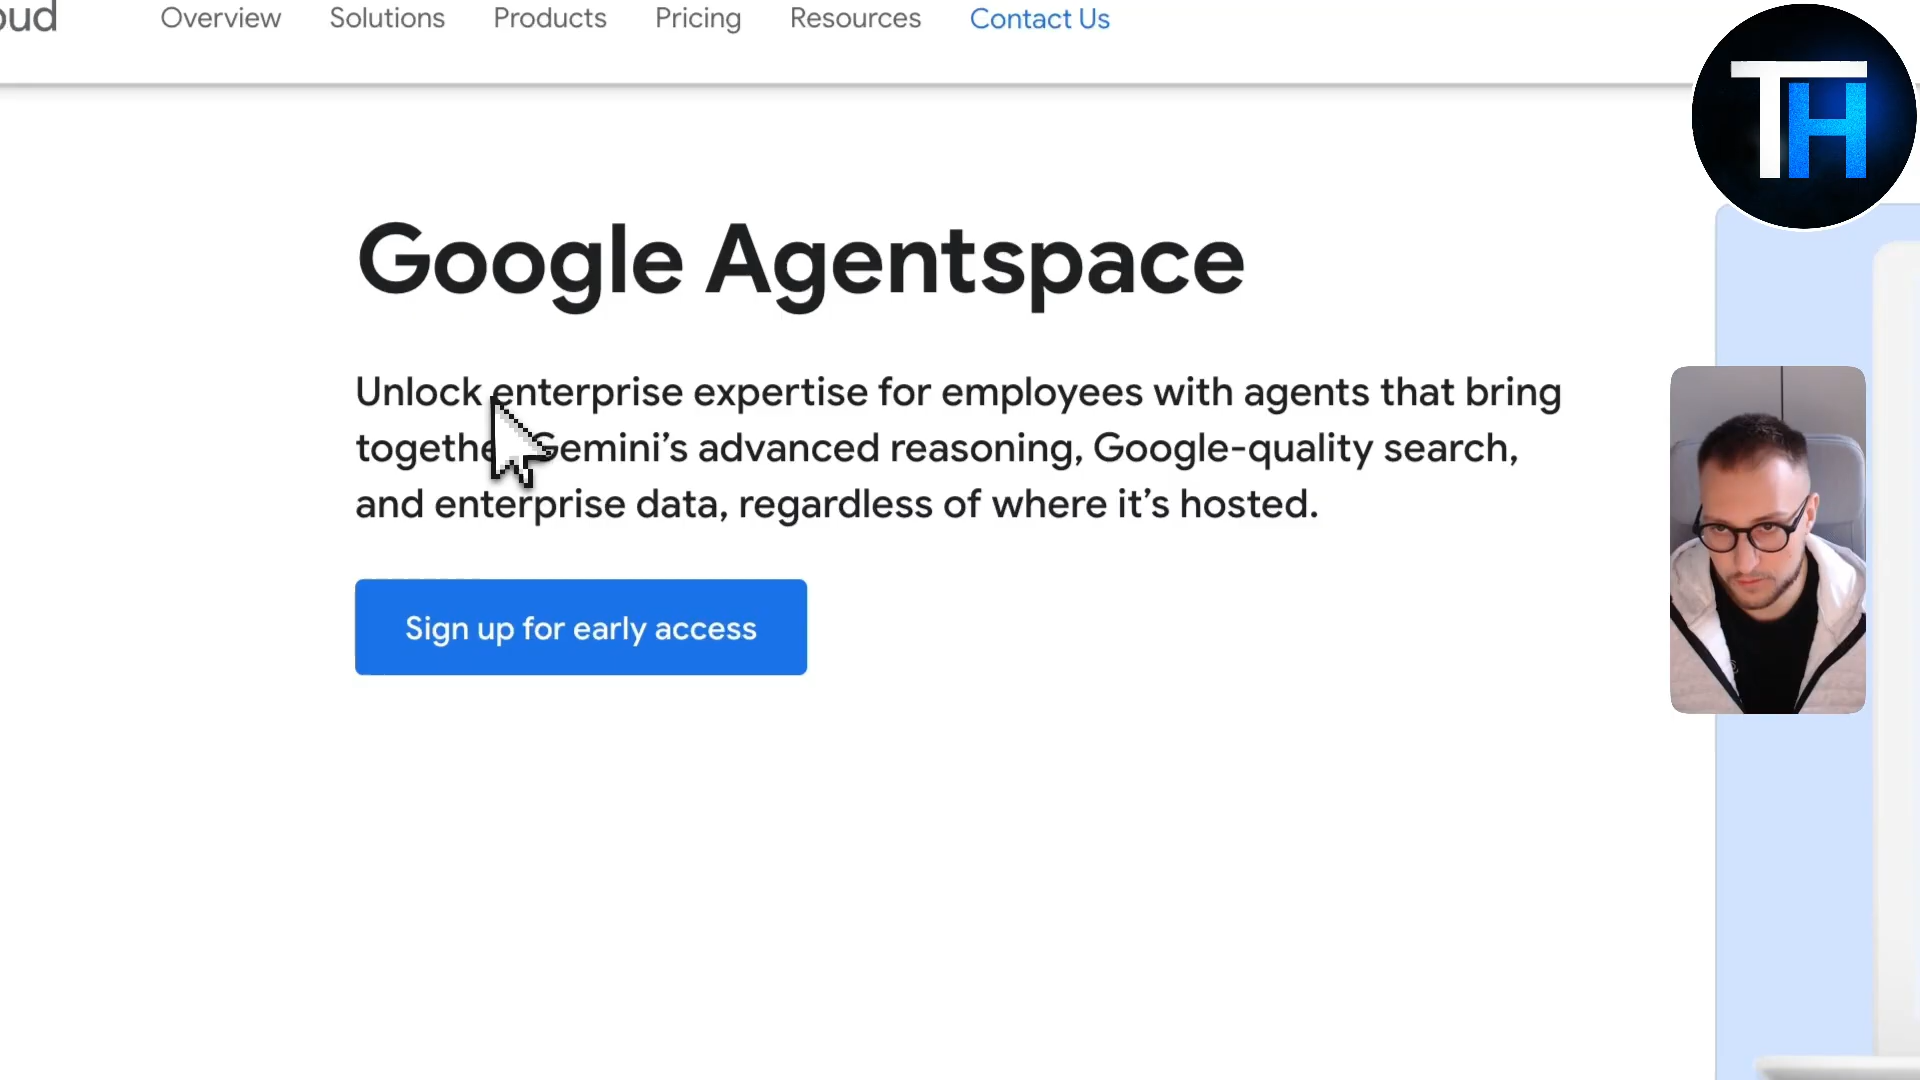 oud Overview Solutions Products Pricing Resources Contact Us
TH
Google Agentspace
Unlock enterprise expertise for employees with agents that bring
together Gemini’s advanced reasoning, Google-quality search,
and enterprise data, regardless of where it’s hosted.
Sign up for early access